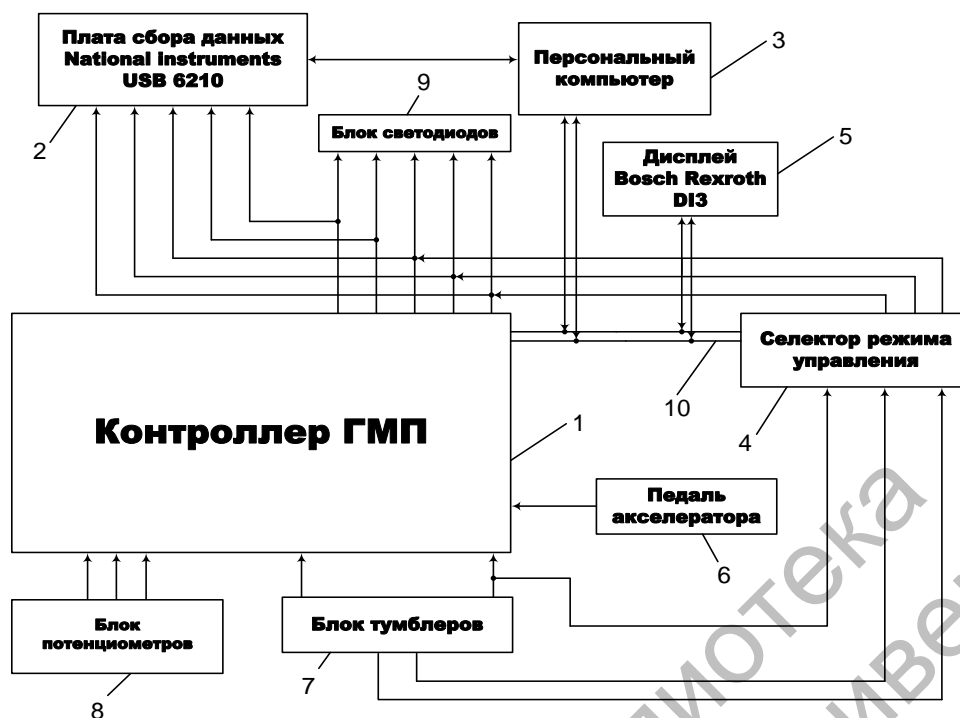 Плата сбора данных
National instruments
USB 6210
Персональный
компьютер
3
9
2
Блок светодиодов
5
Дисплей
Bosch Rexroth
DI3
Селектор режима
управления
10
4
Контроллер ГМП
1
Педаль
акселератора
6
Блок
потенциометров
8
Блок тумблеров
7